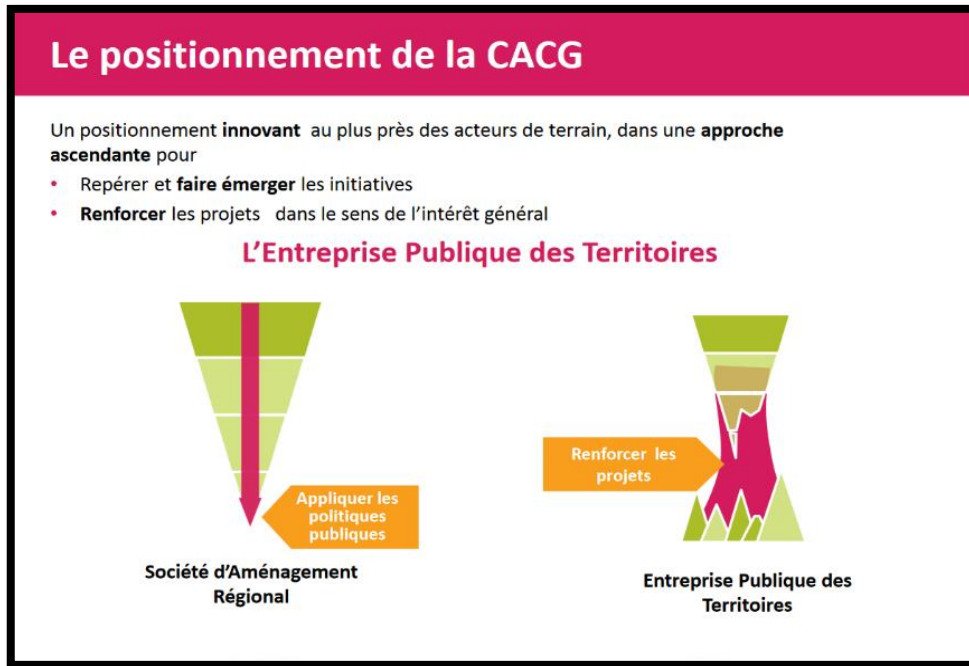 Le positionnement de la CACG
Un positionnement innovant au plus près des acteurs de terrain, dans une approche
ascendante pour
• Repérer et faire émerger les initiatives
• Renforcer les projets dans le sens de l'intérêt général
L'Entreprise Publique des Territoires
Appliquer les
politiques
publiques
Société d'Aménagement
Régional
Renforcer les
projets
Entreprise Publique des
Territoires